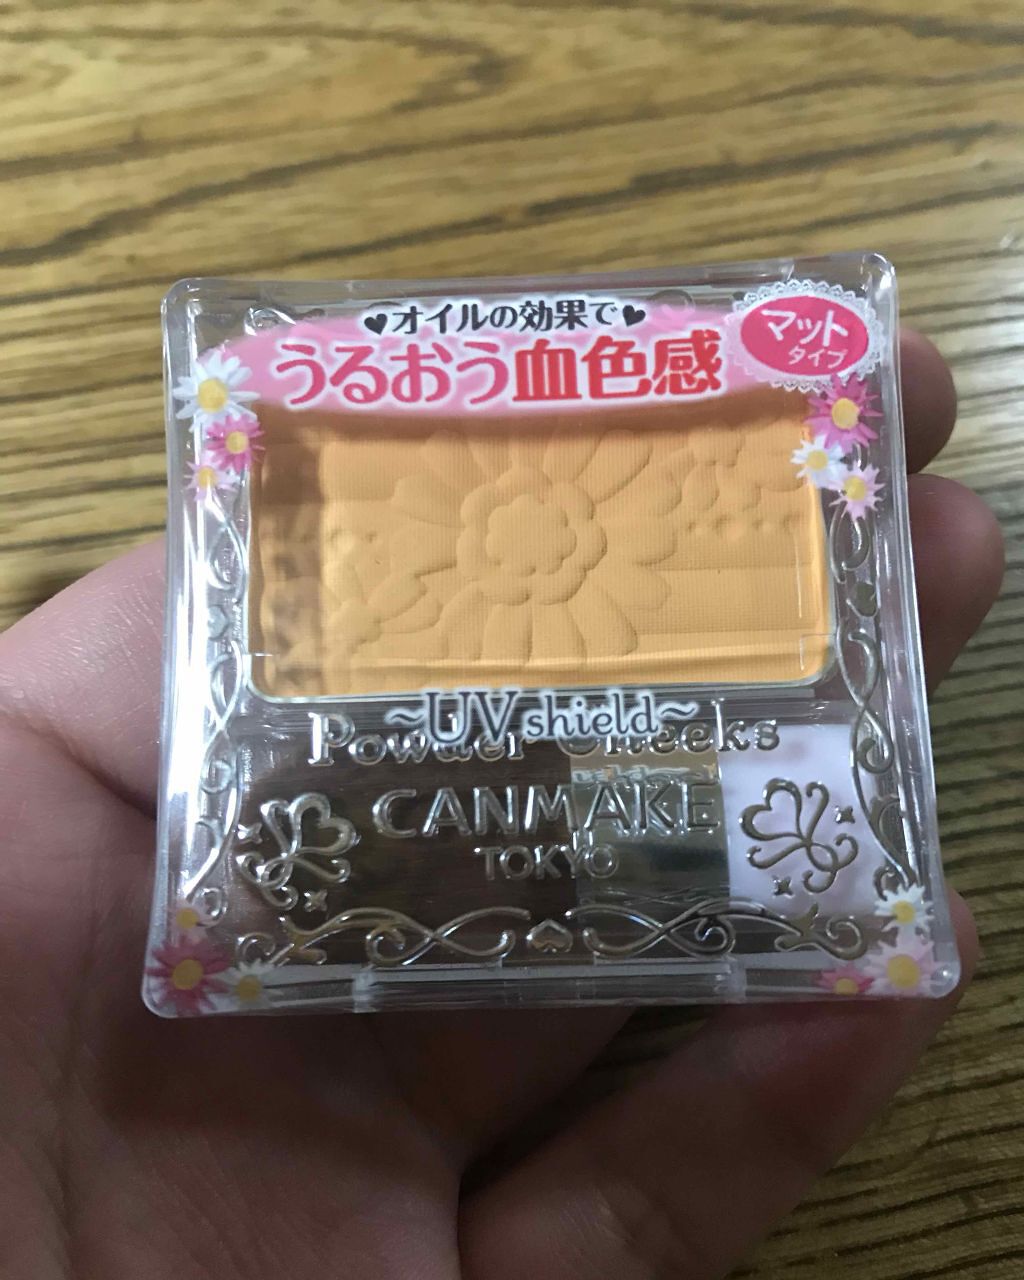 ♥オイルの効果で♥
うるおう血色感
マット
タイプ
~UV shield~
Powder Cheeks
CANMAKE
TOKYO